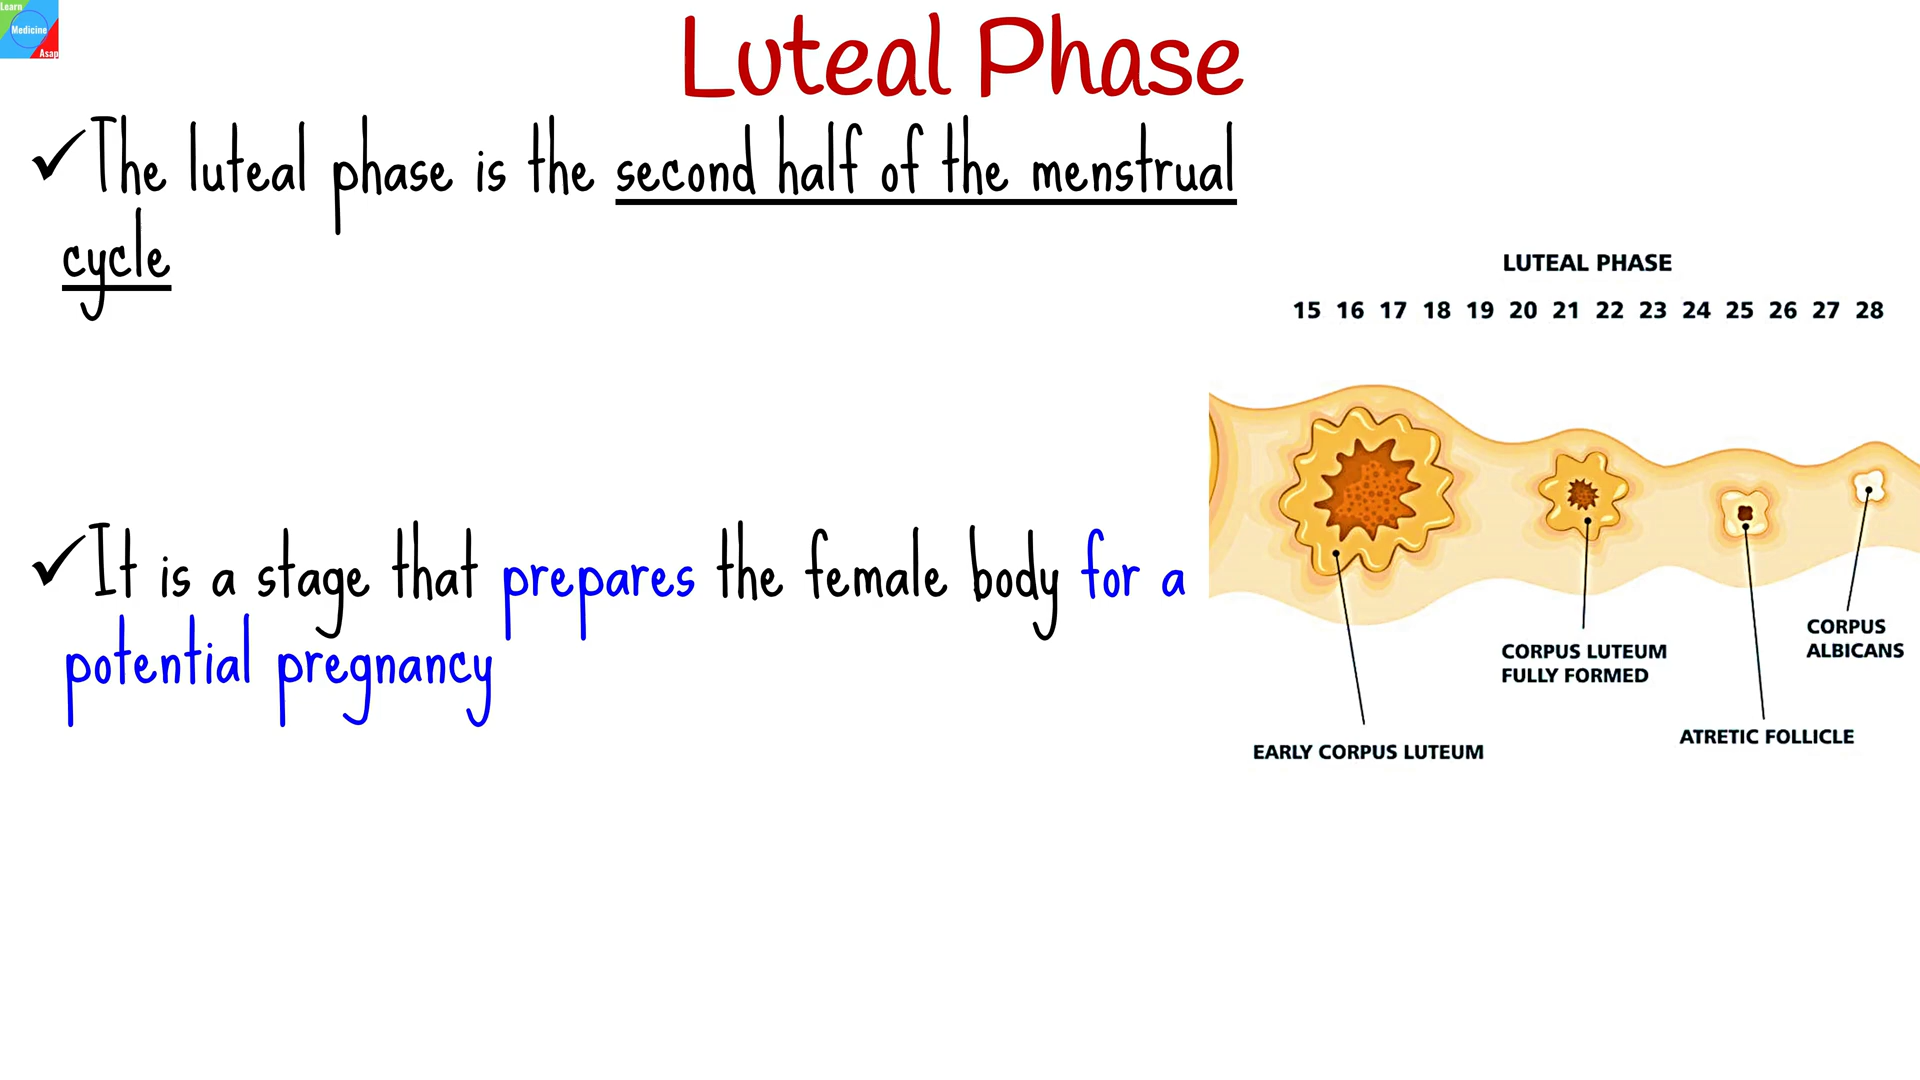 Learn
Medicine
Asap
Luteal Phase
✓The luteal phase is the second half of the menstrual
cycle
LUTEAL PHASE
15 16 17 18 19 20 21 22 23 24 25 26 27 28
✓It is a stage that prepares the female body for a
potential pregnancy
CORPUS
ALBICANS
CORPUS LUTEUM
FULLY FORMED
ATRETIC FOLLICLE
EARLY CORPUS LUTEUM